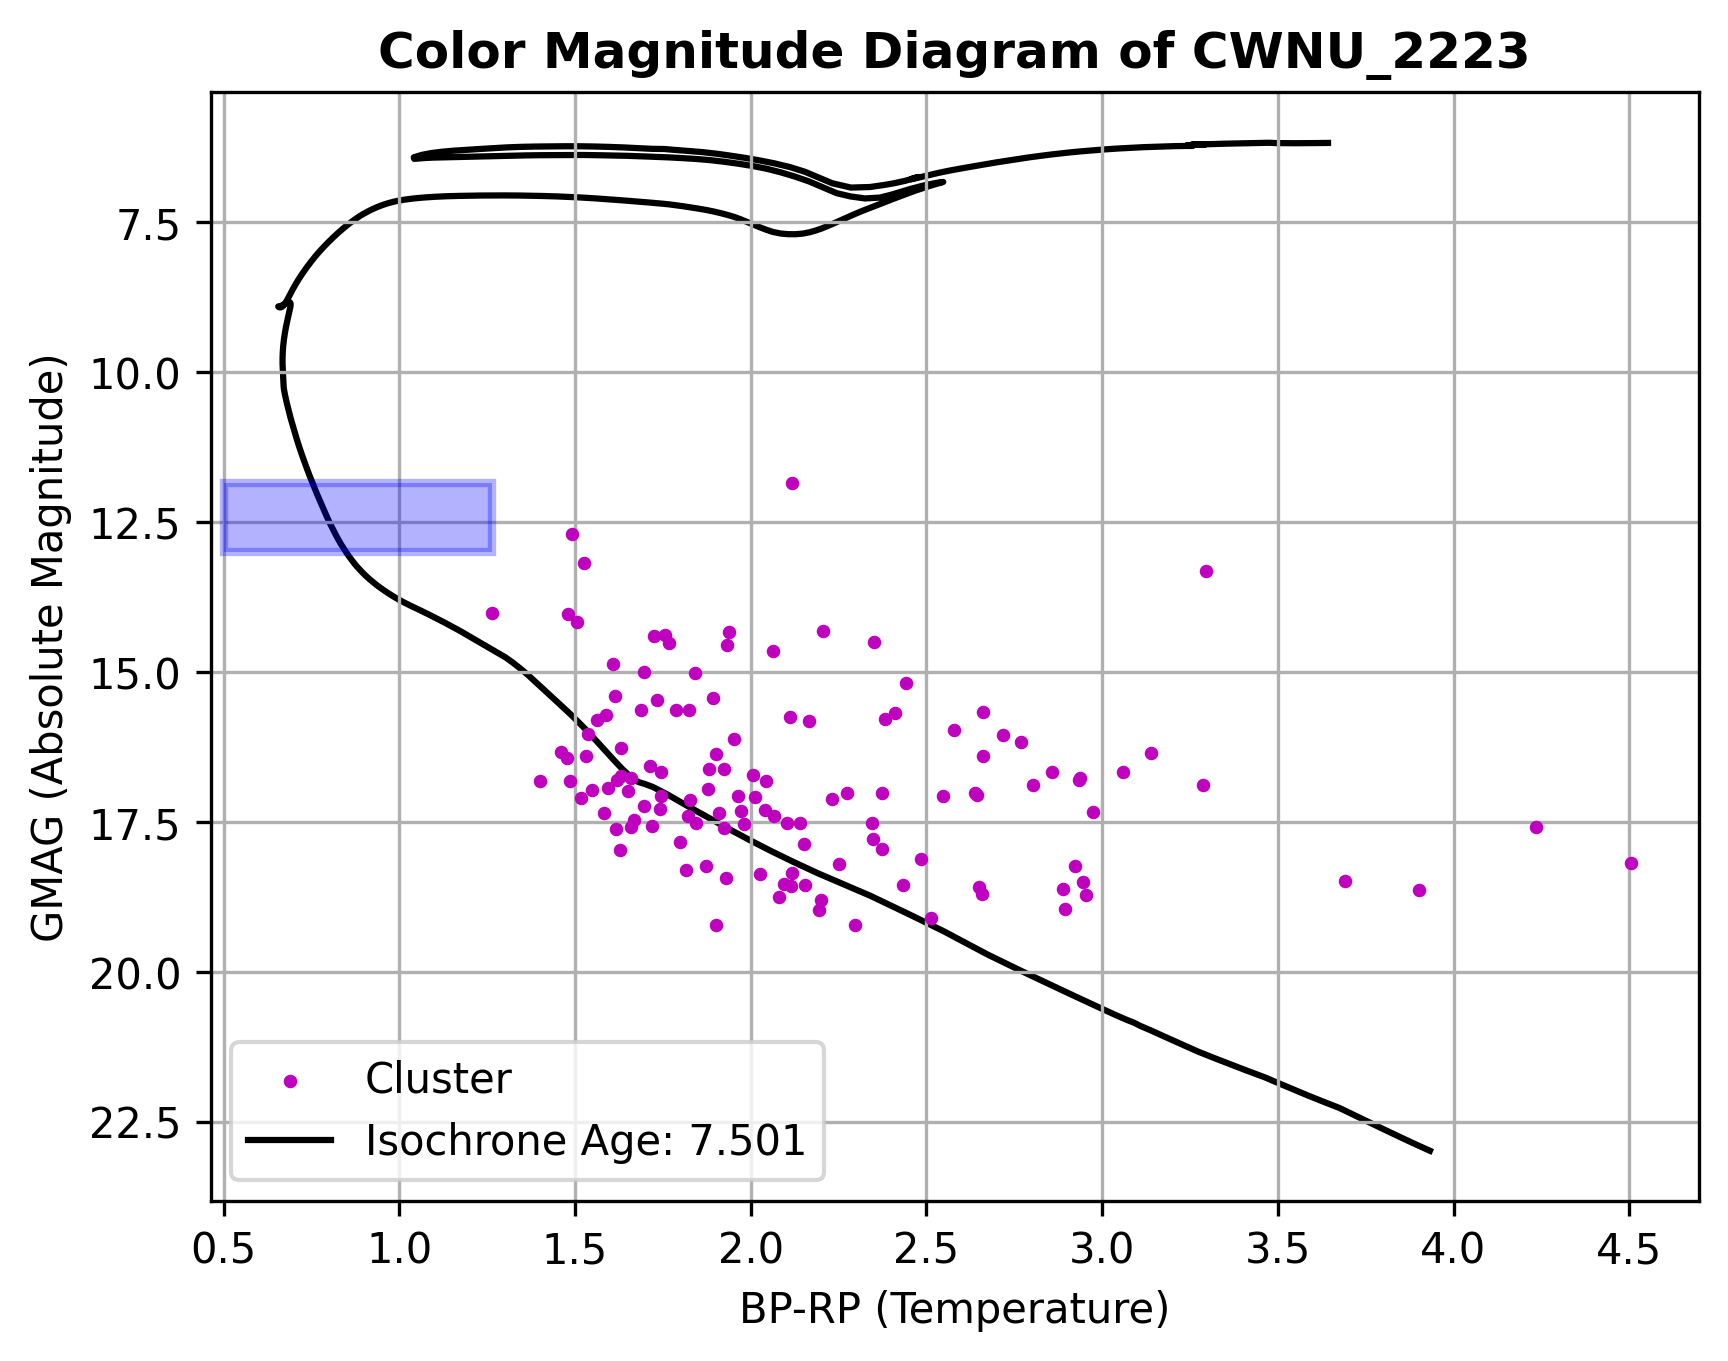 Color Magnitude Diagram of CWNU_2223
GMAG (Absolute Magnitude)
7.5
10.0
12.5
15.0
17.5
20.0
22.5
Cluster
Isochrone Age: 7.501
0.5 1.0 1.5 2.0 2.5 3.0 3.5 4.0 4.5
BP-RP (Temperature)